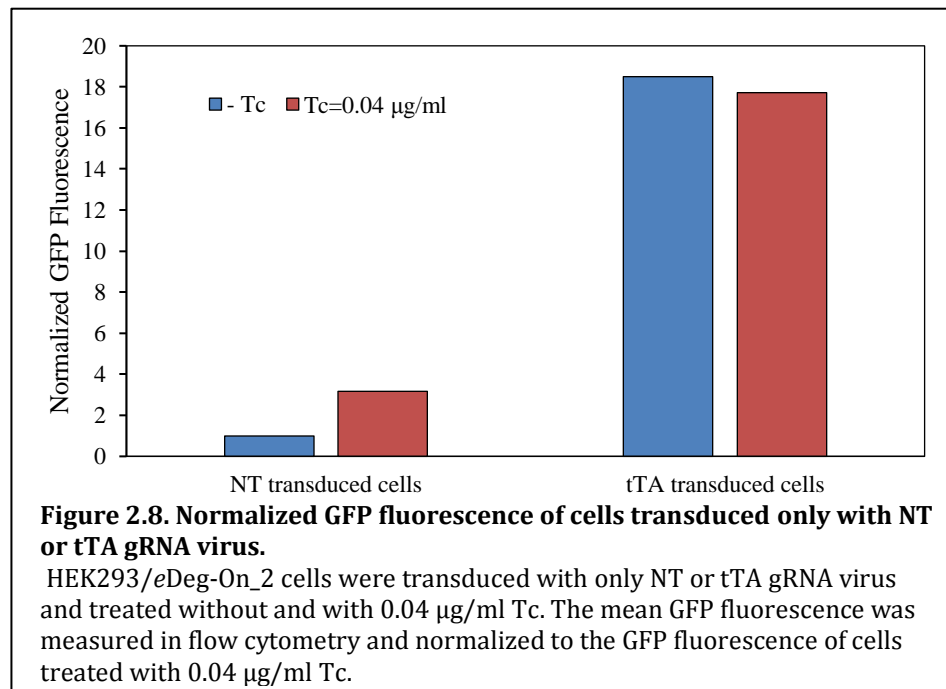 20
18
16
14
12
10
8
6
4
2
0
Normalized GFP Fluorescence
- Tc Tc=0.04 µg/ml
NT transduced cells tTA transduced cells
Figure 2.8. Normalized GFP fluorescence of cells transduced only with NT
or tTA gRNA virus.
HEK293/eDeg-On_2 cells were transduced with only NT or tTA gRNA virus
and treated without and with 0.04 µg/ml Tc. The mean GFP fluorescence was
measured in flow cytometry and normalized to the GFP fluorescence of cells
treated with 0.04 µg/ml Tc.